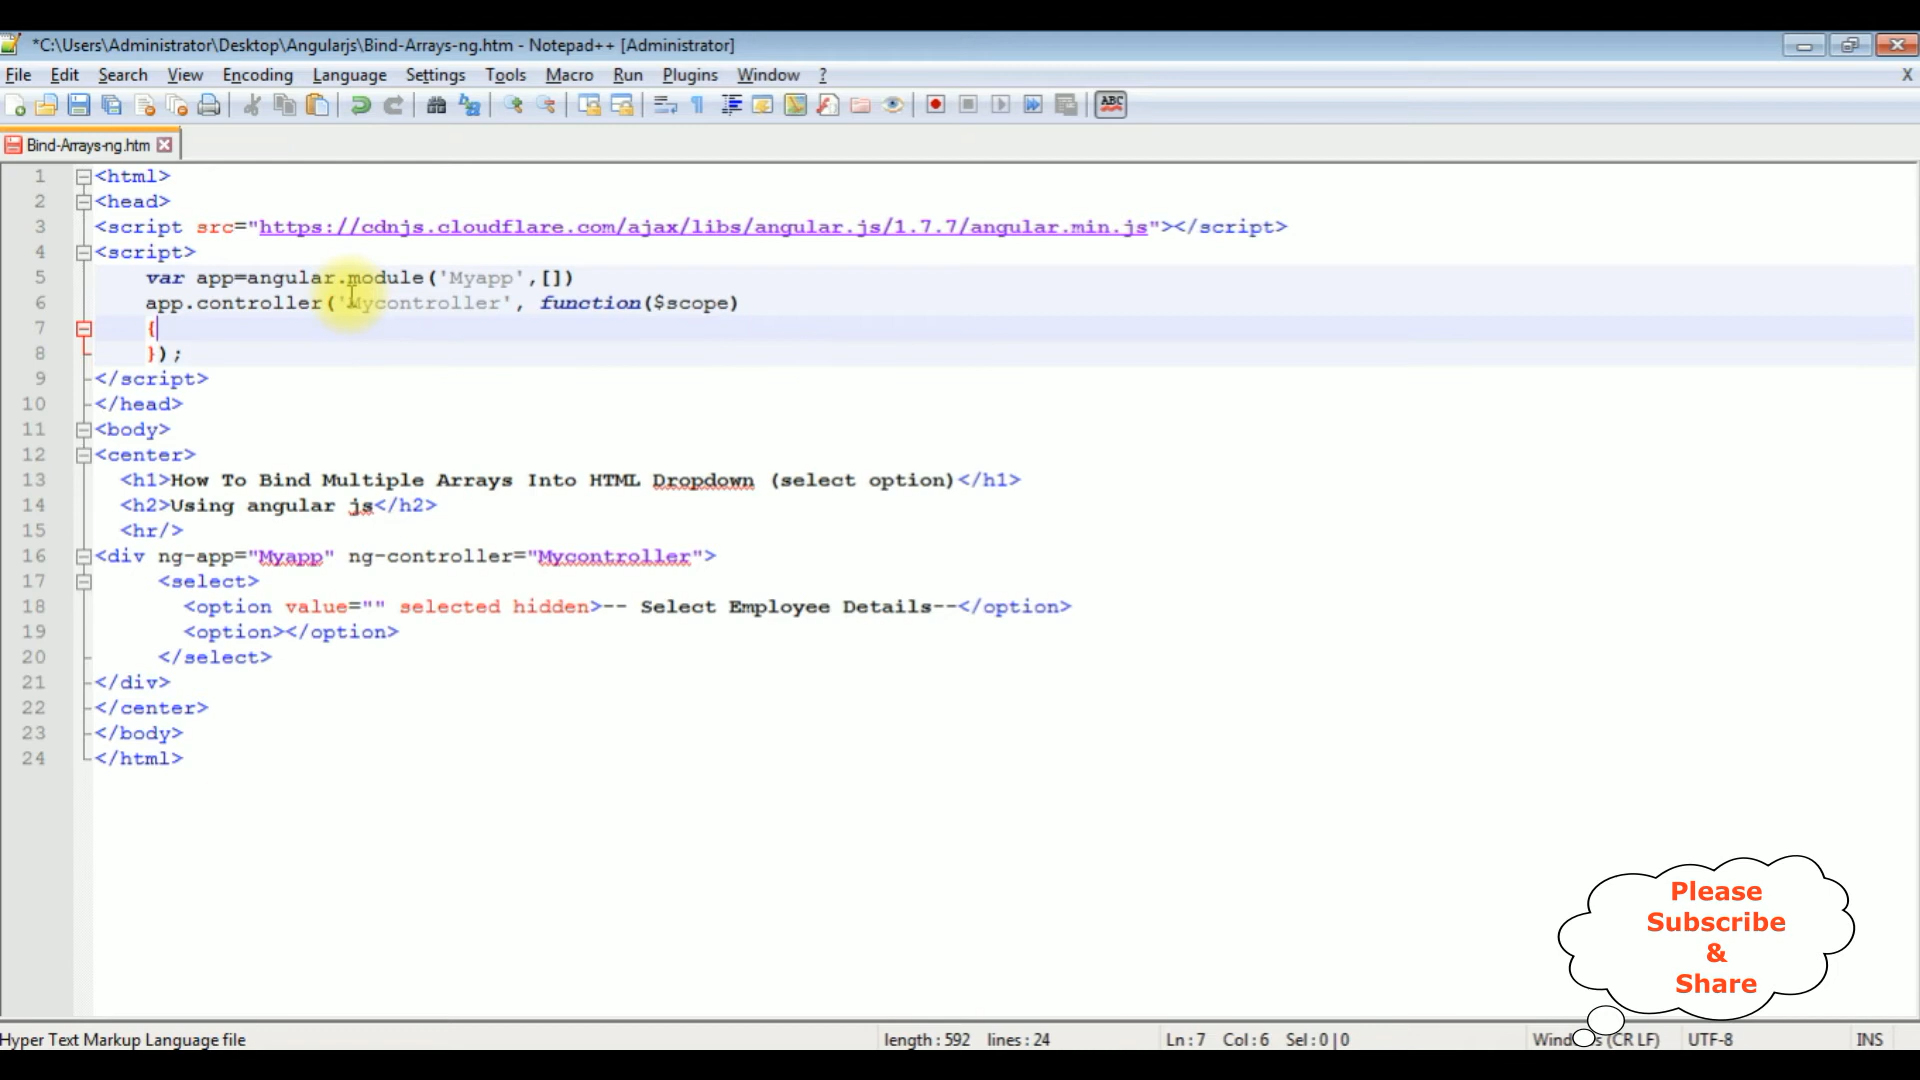 *C:\Users\Administrator\Desktop\Angularjs\Bind-Arrays-ng.htm - Notepad++ [Administrator]
File Edit Search View Encoding Language Settings Tools Macro Run Plugins Window ? X
ABC
Bind-Arrays-ng.htm
1 <html>
2 <head>
3 <script src="https://cdnjs.cloudflare.com/ajax/libs/angular.js/1.7.7/angular.min.js"></script>
4 <script>
5 var app=angular.module('Myapp',[])
6 app.controller('Mycontroller', function($scope)
7 {
8 });
9 </script>
10 </head>
11 <body>
12 <center>
13 <h1>How To Bind Multiple Arrays Into HTML Dropdown (select option)</h1>
14 <h2>Using angular js</h2>
15 <hr/>
16 <div ng-app="Myapp" ng-controller="Mycontroller">
17 <select>
18 <option value="" selected hidden>-- Select Employee Details--</option>
19 <option></option>
20 </select>
21 </div>
22 </center>
23 </body>
24 </html>
Please
Subscribe
&
Share
Hyper Text Markup Language file length : 592 lines : 24 Ln : 7 Col : 6 Sel : 0 | 0 (CR LF) UTF-8 INS